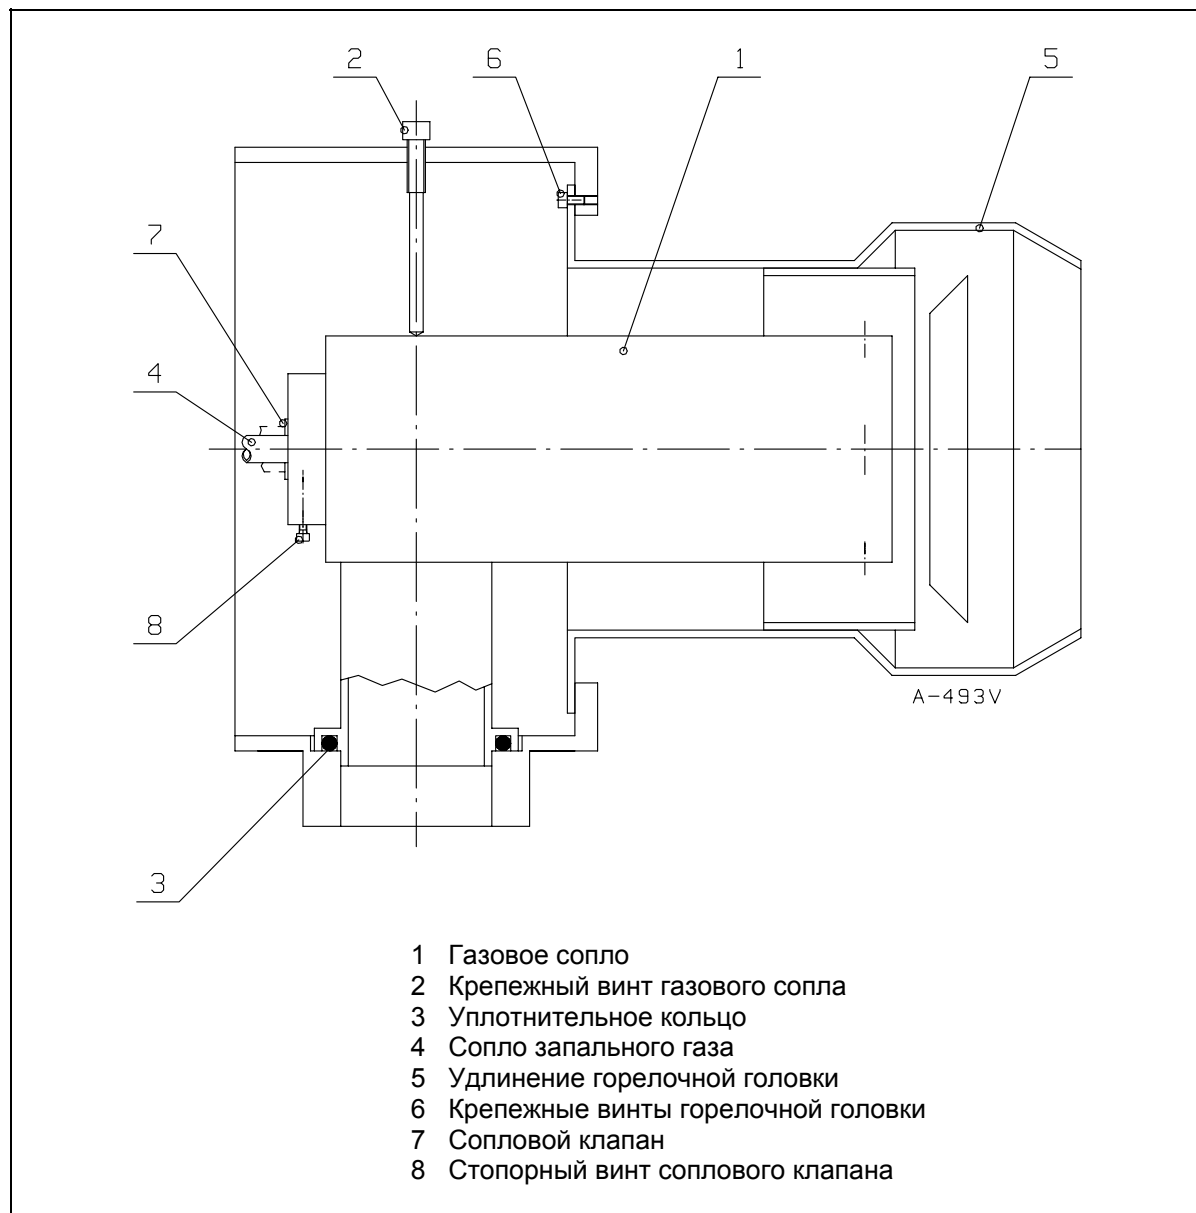 2 6 1 5
7
4
8
A-493V
3
1 Газовое сопло
2 Крепежный винт газового сопла
3 Уплотнительное кольцо
4 Сопло запального газа
5 Удлинение горелочной головки
6 Крепежные винты горелочной головки
7 Сопловой клапан
8 Стопорный винт соплового клапана